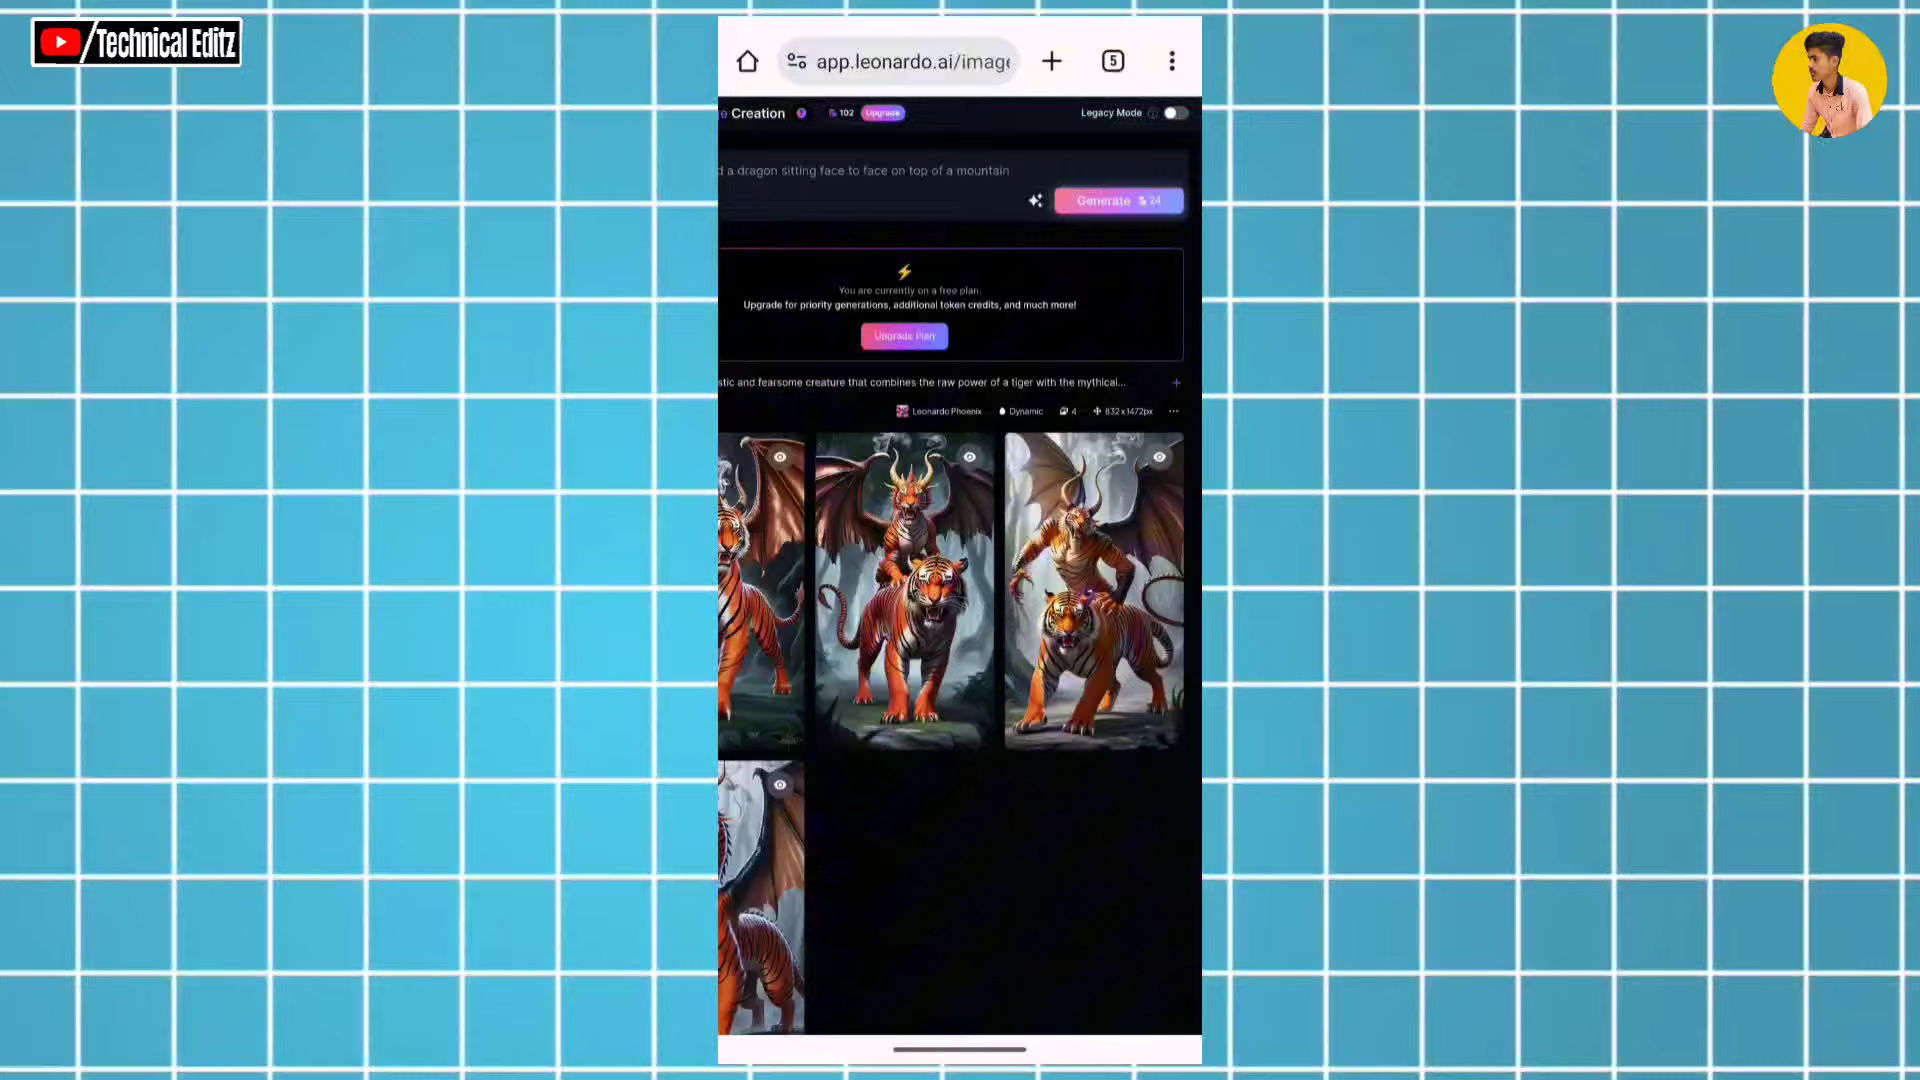 /Technical Editz
app.leonardo.ai/image
5
e Creation
102
Upgrade
Legacy Mode
d a dragon sitting face to face on top of a mountain
Generate 24
You are currently on a free plan.
Upgrade for priority generations, additional token credits, and much more!
Upgrade Plan
stic and fearsome creature that combines the raw power of a tiger with the mythical...
Leonardo Phoenix
Dynamic
4
832 x 1472px